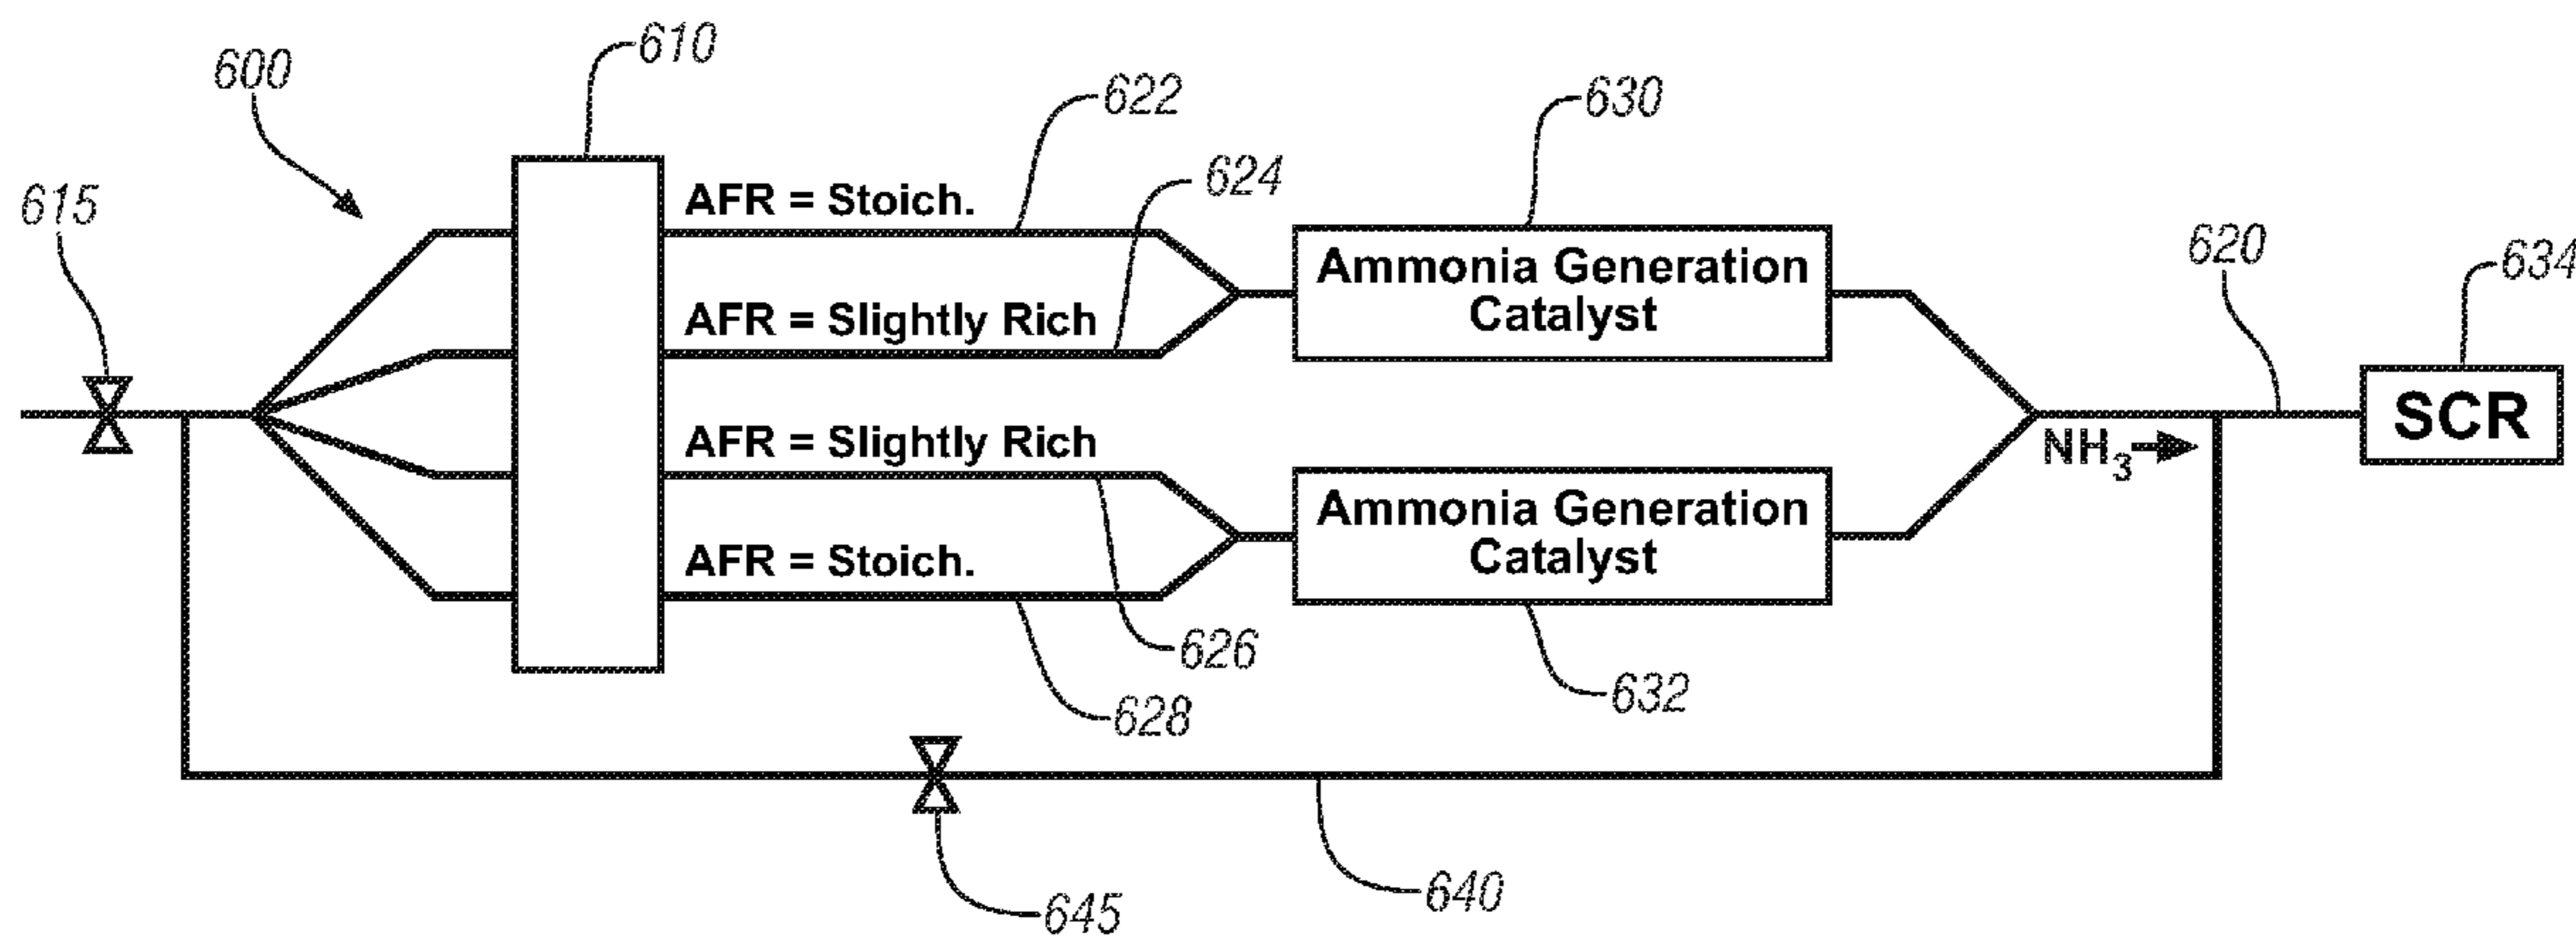 600
610
615
622
624
630
620
634
AFR = Stoich.
AFR = Slightly Rich
AFR = Slightly Rich
AFR = Stoich.
Ammonia Generation
Catalyst
Ammonia Generation
Catalyst
NH₃
SCR
626
628
632
645
640